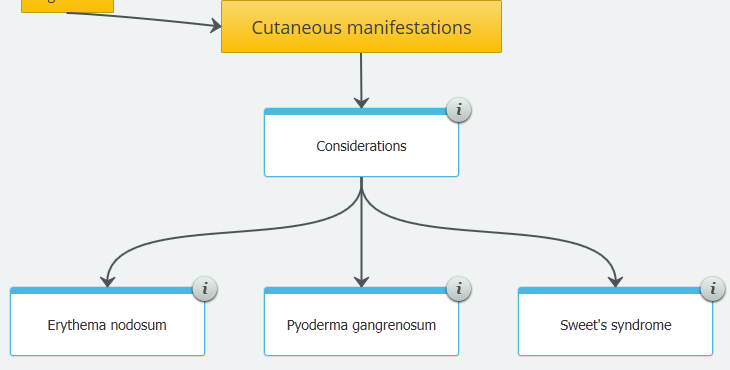 Cutaneous manifestations
i
Considerations
i
i
i
Erythema nodosum
Pyoderma gangrenosum
Sweet's syndrome